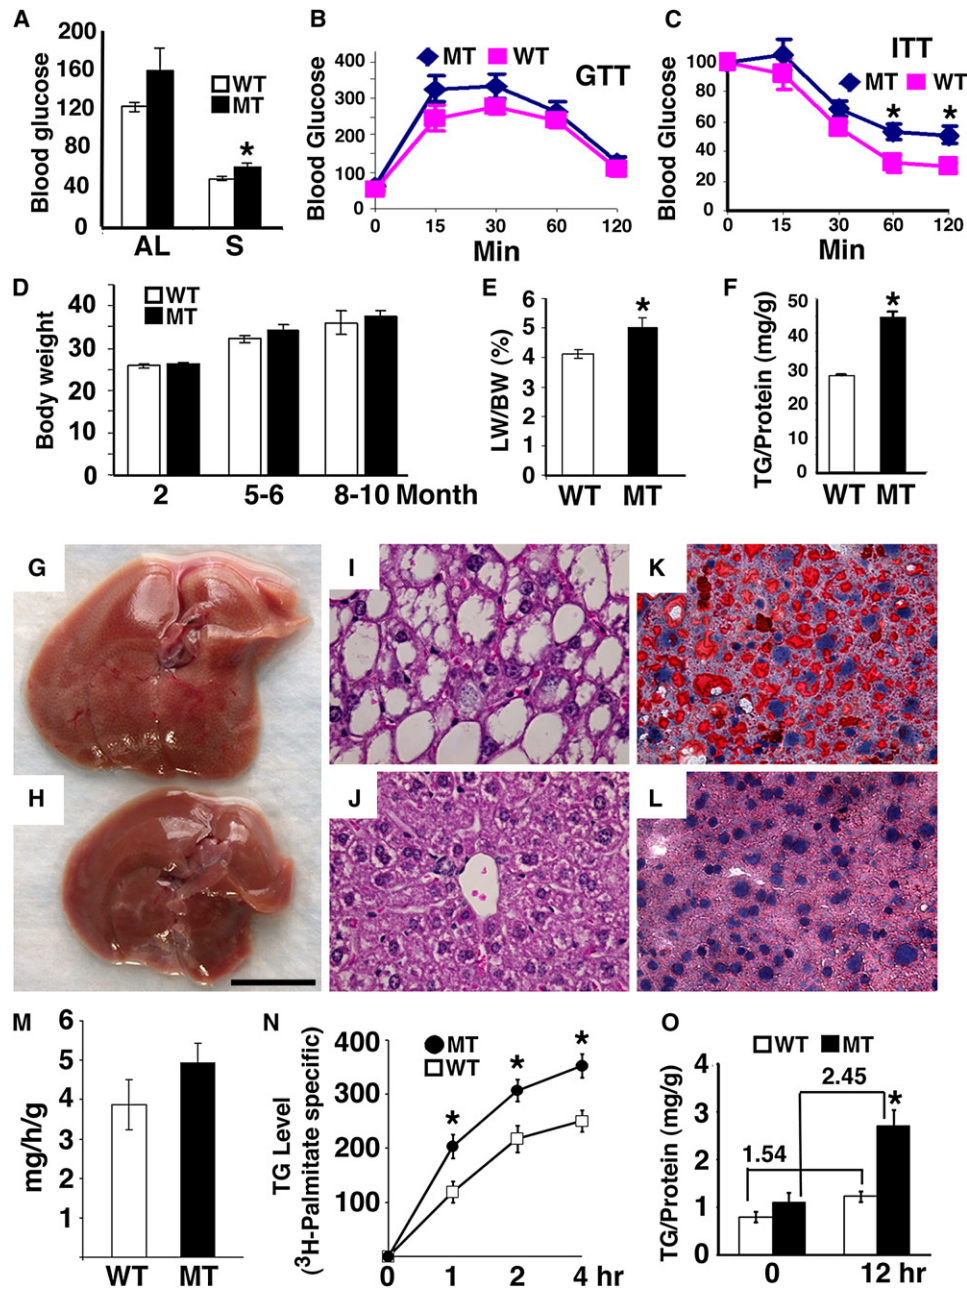 A
Blood glucose
200
160
120
80
40
0
WT
MT
*
AL S
B
Blood Glucose
400
300
200
100
0
MT WT
GTT
0 15 30 60 120
Min
C
Blood Glucose
100
80
60
40
20
0
ITT
MT WT
* *
0 15 30 60 120
Min
D
Body weight
40
30
20
10
0
WT
MT
2 5-6 8-10 Month
E
LW/BW (%)
6
5
4
3
2
1
0
*
WT MT
F
TG/Protein (mg/g)
50
40
30
20
10
0
*
WT MT
G
I
K
H
J
L
M
mg/h/g
6
5
4
3
2
1
WT MT
N
TG Level
(³H-Palmitate specific)
400
300
200
100
MT
WT
* * *
0 1 2 4 hr
O
TG/Protein (mg/g)
4
3
2
1
0
WT MT
2.45
1.54
*
0 12 hr